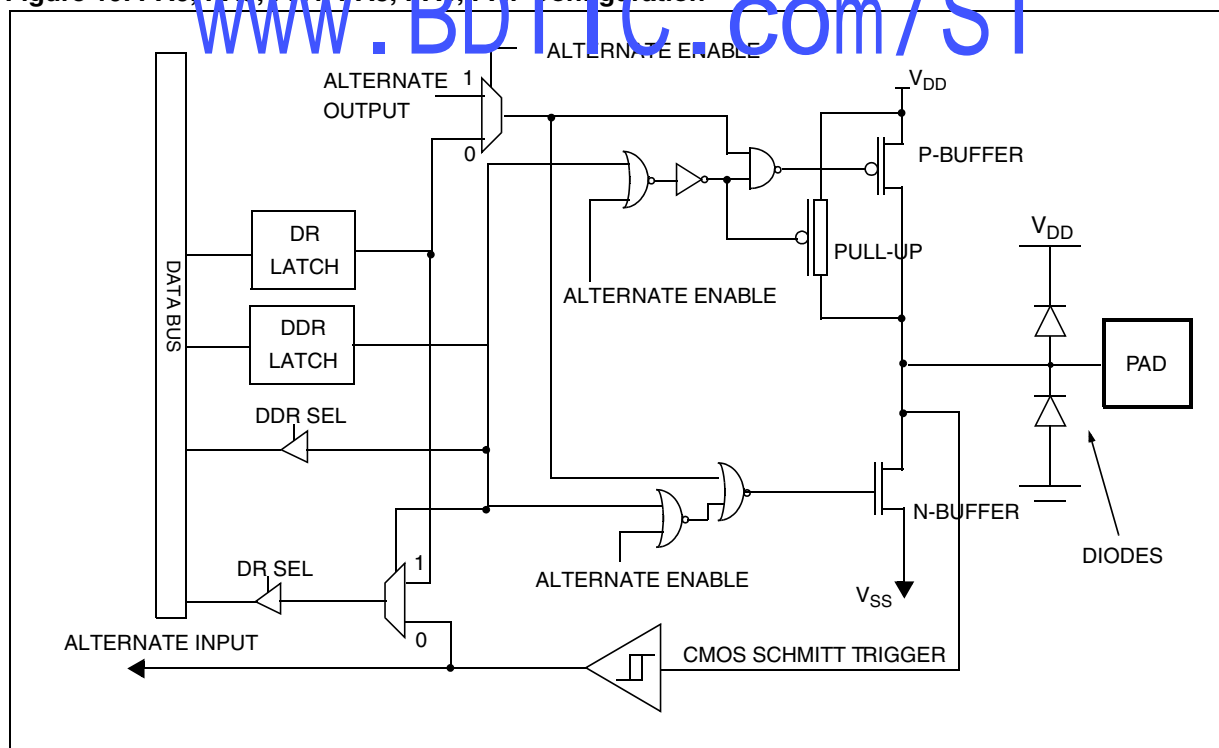 www.BDTIC.com/ST
ALTERNATE ENABLE
ALTERNATE
OUTPUT
1
0
VDD
P-BUFFER
DR
LATCH
PULL-UP
VDD
ALTERNATE ENABLE
DATA BUS
DDR
LATCH
PAD
DDR SEL
N-BUFFER
DIODES
DR SEL
1
0
ALTERNATE ENABLE
VSS
ALTERNATE INPUT
CMOS SCHMITT TRIGGER